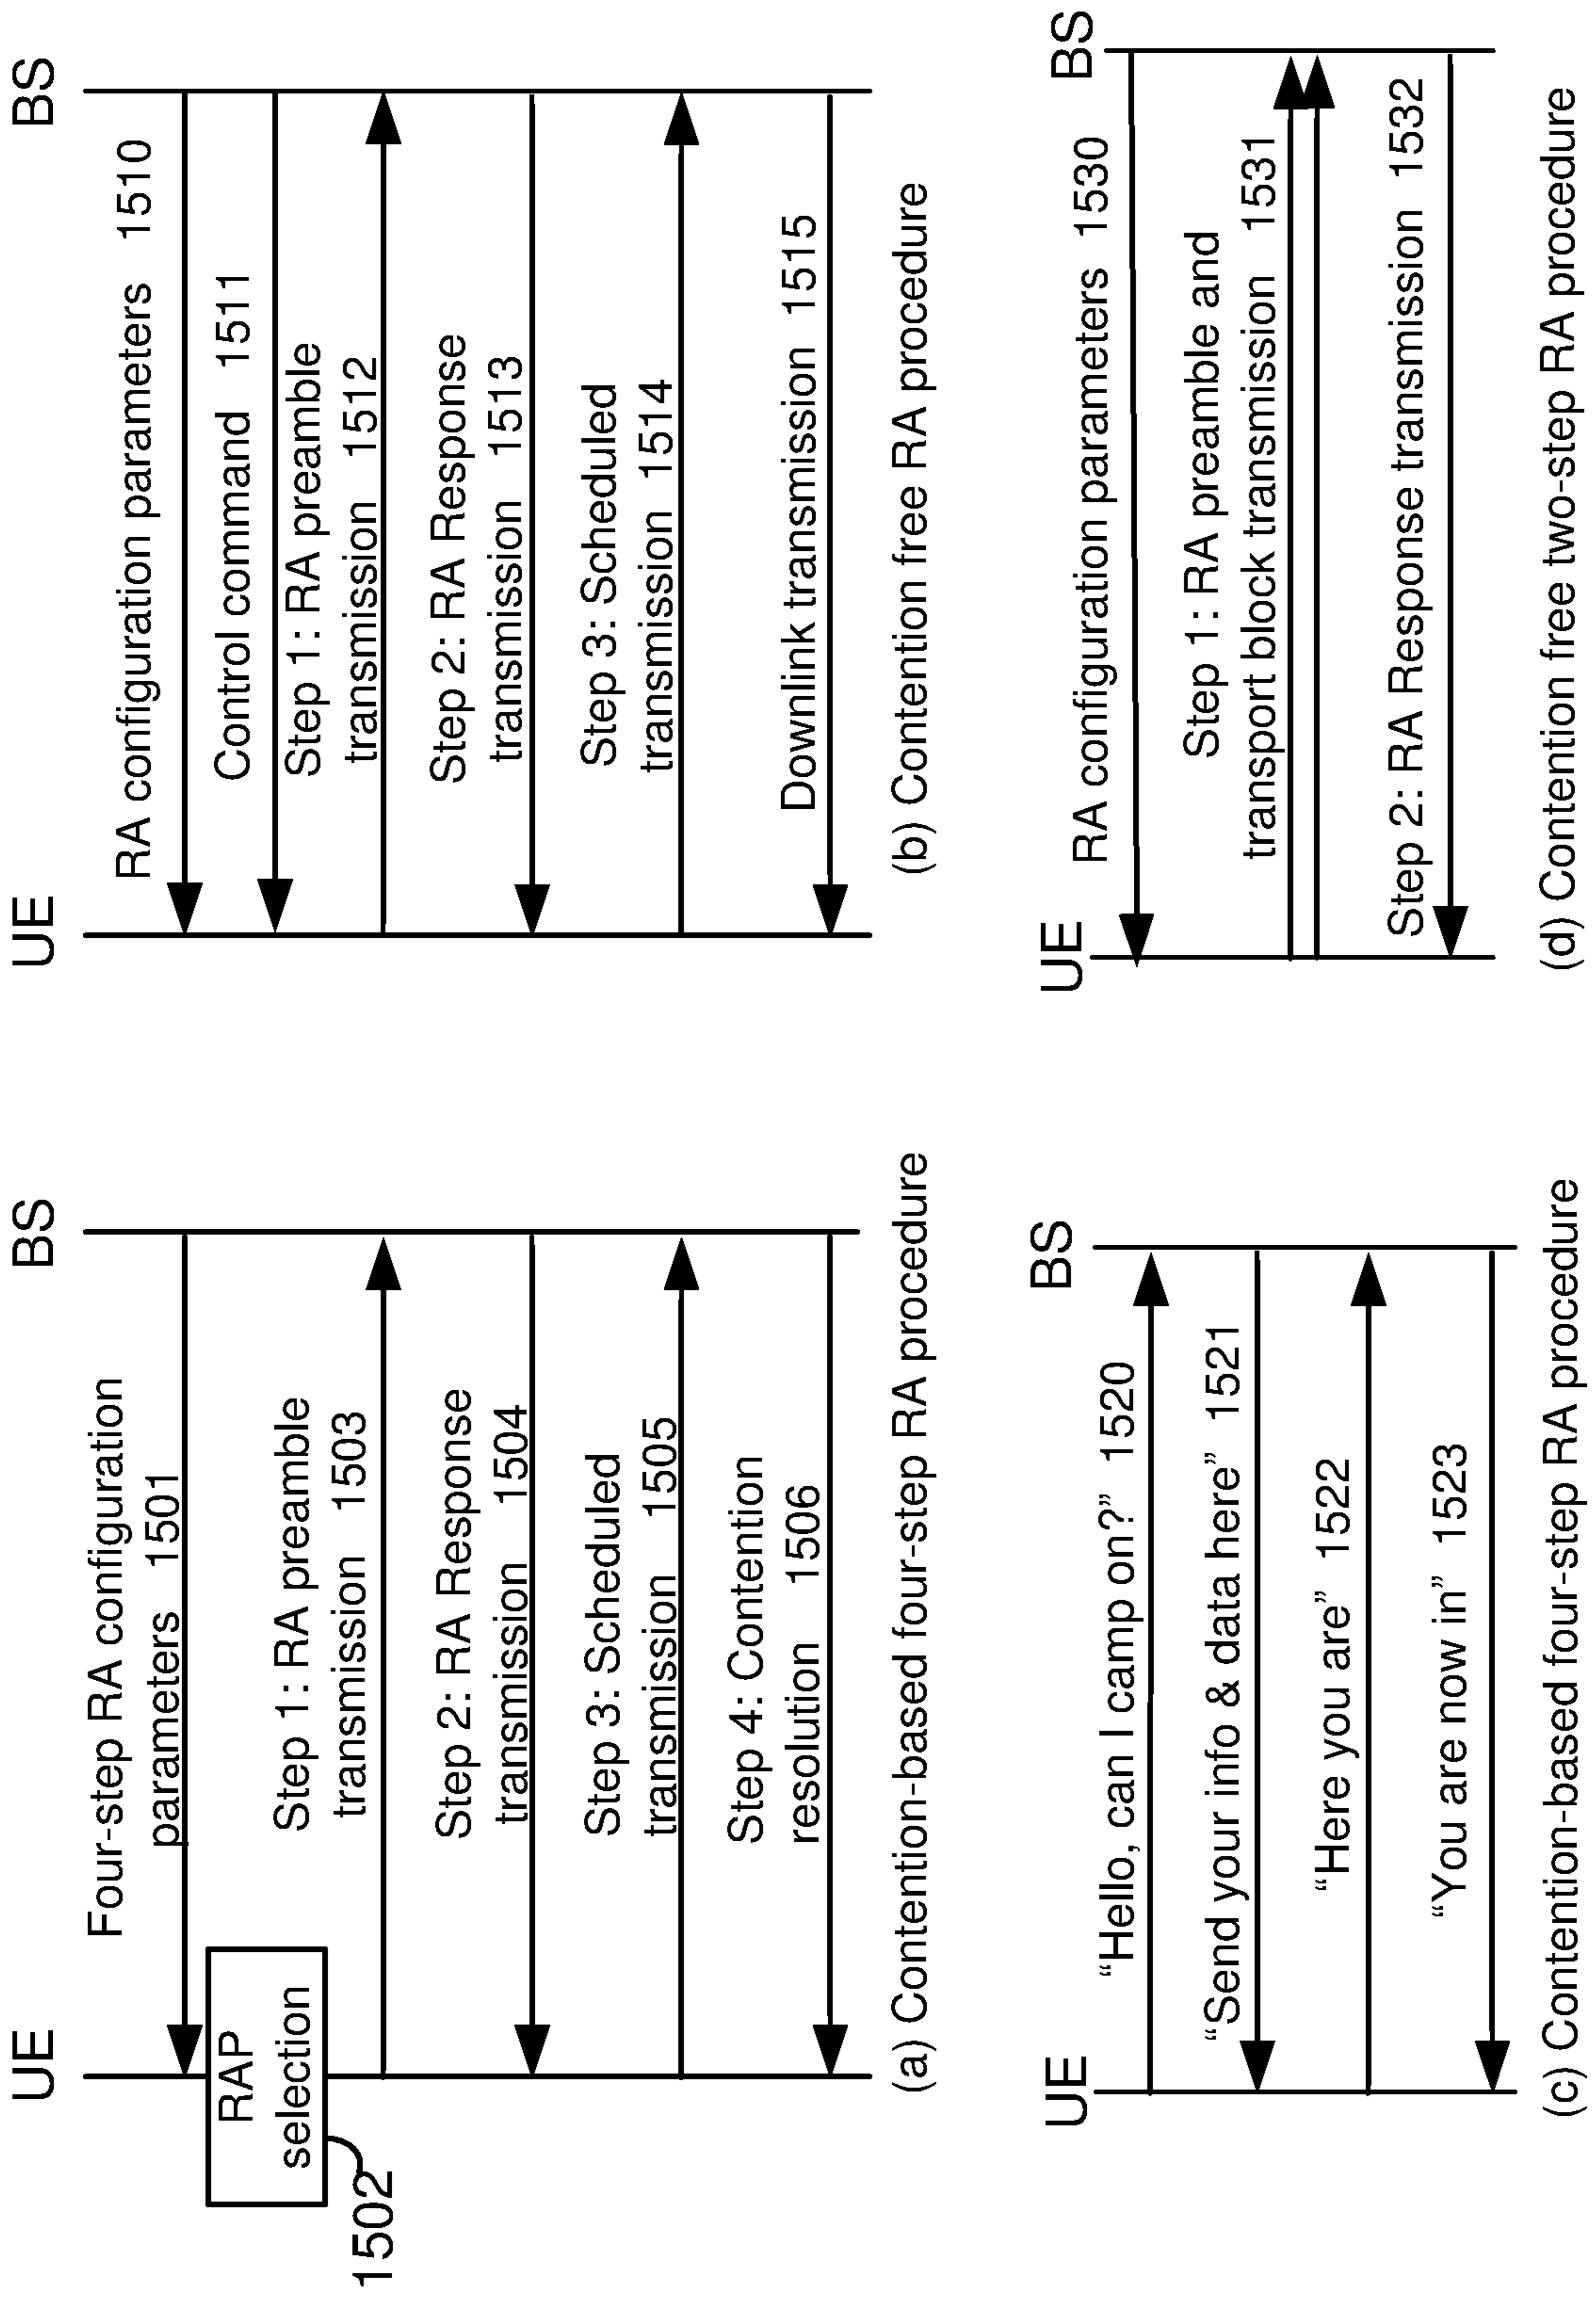 UE
BS
Four-step RA configuration
parameters 1501
RAP
selection
1502
Step 1: RA preamble
transmission 1503
Step 2: RA Response
transmission 1504
Step 3: Scheduled
transmission 1505
Step 4: Contention
resolution 1506
(a) Contention-based four-step RA procedure
UE
BS
RA configuration parameters 1510
Control command 1511
Step 1: RA preamble
transmission 1512
Step 2: RA Response
transmission 1513
Step 3: Scheduled
transmission 1514
Downlink transmission 1515
(b) Contention free RA procedure
UE
BS
“Hello, can I camp on?” 1520
“Send your info & data here” 1521
“Here you are” 1522
“You are now in” 1523
(c) Contention-based four-step RA procedure
UE
BS
RA configuration parameters 1530
Step 1: RA preamble and
transport block transmission 1531
Step 2: RA Response transmission 1532
(d) Contention free two-step RA procedure